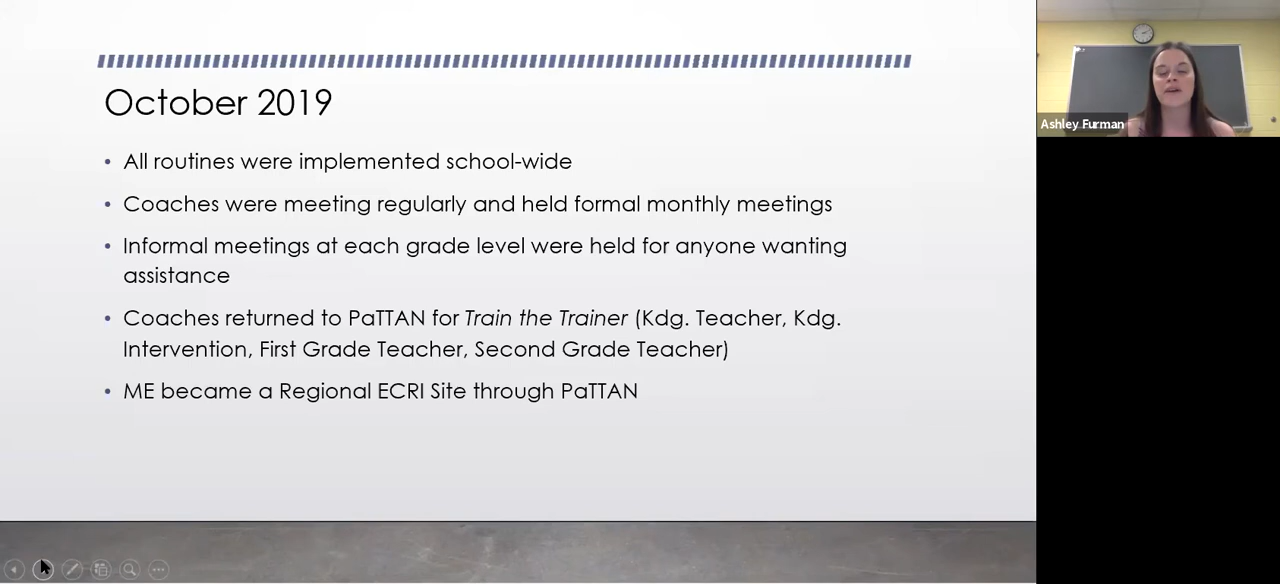 October 2019
• All routines were implemented school-wide
• Coaches were meeting regularly and held formal monthly meetings
• Informal meetings at each grade level were held for anyone wanting
assistance
• Coaches returned to PaTTAN for Train the Trainer (Kdg. Teacher, Kdg.
Intervention, First Grade Teacher, Second Grade Teacher)
• ME became a Regional ECRI Site through PaTTAN
Ashley Furman